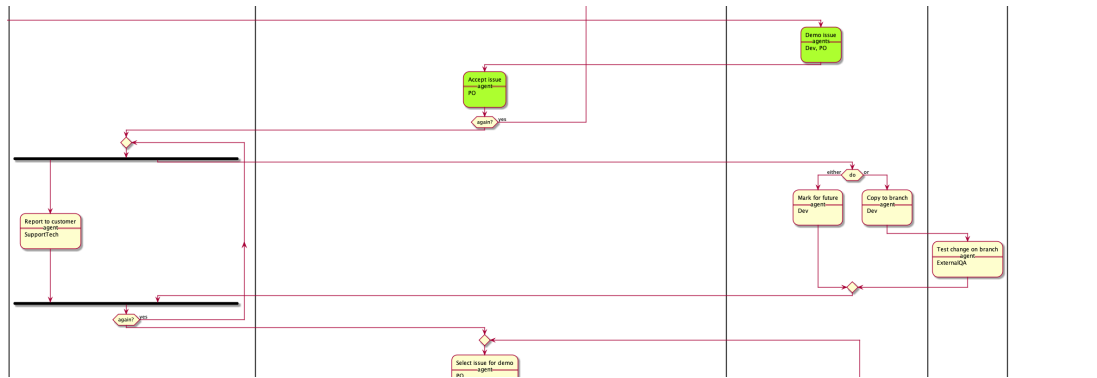 Demo issue
agents
Dev, PO
Accept issue
agent
PO
again?
yes
either
do
or
Mark for future
agent
Dev
Copy to branch
agent
Dev
Report to customer
agent
SupportTech
Test change on branch
agent
ExternalQA
again?
yes
Select issue for demo
agent
PO